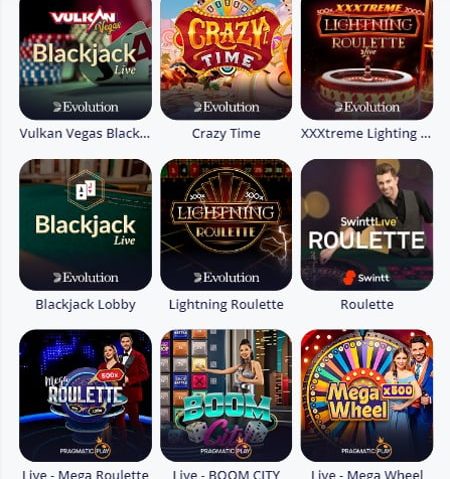 VULKAN
Vegas
Blackjack
Live
Evolution
Vulkan Vegas Black...
CRAZY
TIME
Evolution
Crazy Time
XXXTREME
LIGHTNING
ROULETTE
Live
Evolution
XXXtreme Lighting ...
Blackjack
Live
Evolution
Blackjack Lobby
LIGHTNING
ROULETTE
Evolution
Lightning Roulette
SwinttLive
ROULETTE
Swintt
Roulette
500x
Mega
ROULETTE
PRAGMATIC PLAY
Live - Mega Roulette
BOOM
City
PRAGMATIC PLAY
Live - BOOM CITY
Mega
Wheel
x500
PRAGMATIC PLAY
Live - Mega Wheel